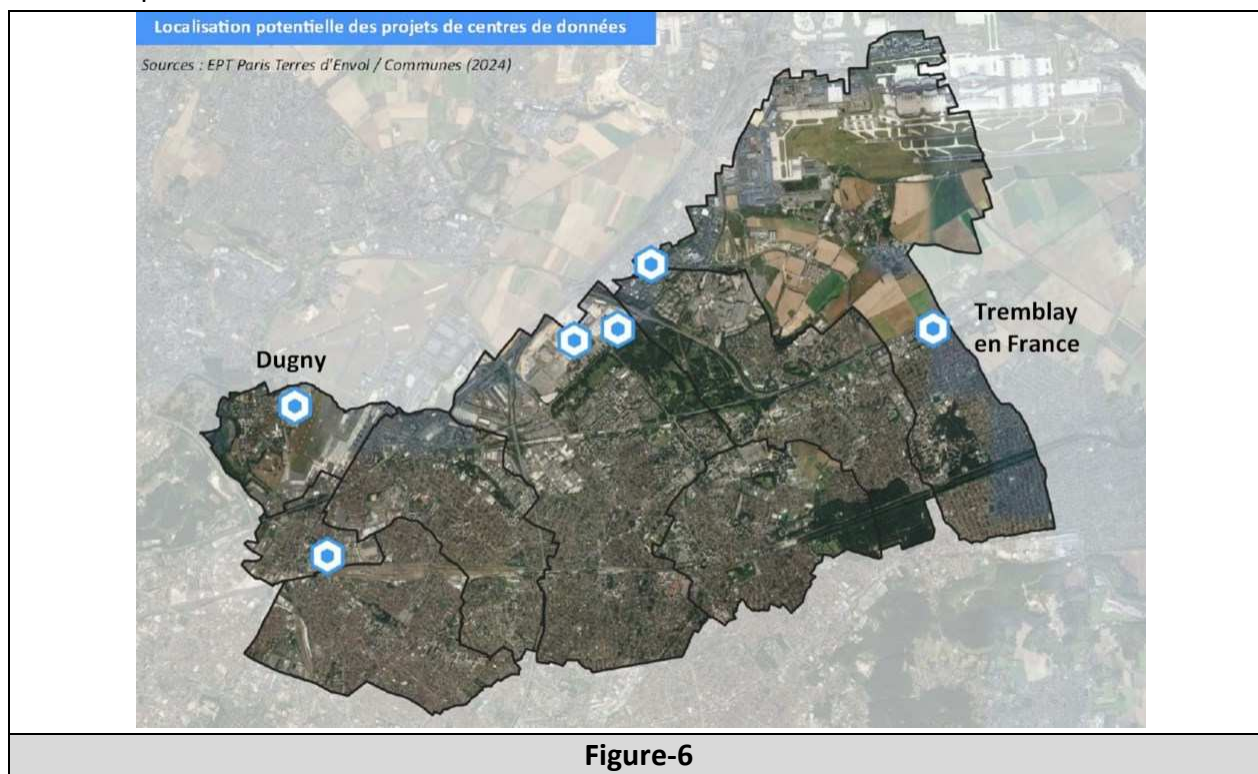 Localisation potentielle des projets de centres de données
Sources : EPT Paris Terres d'Envol / Communes (2024)
Dugny
Tremblay
en France
Figure-6